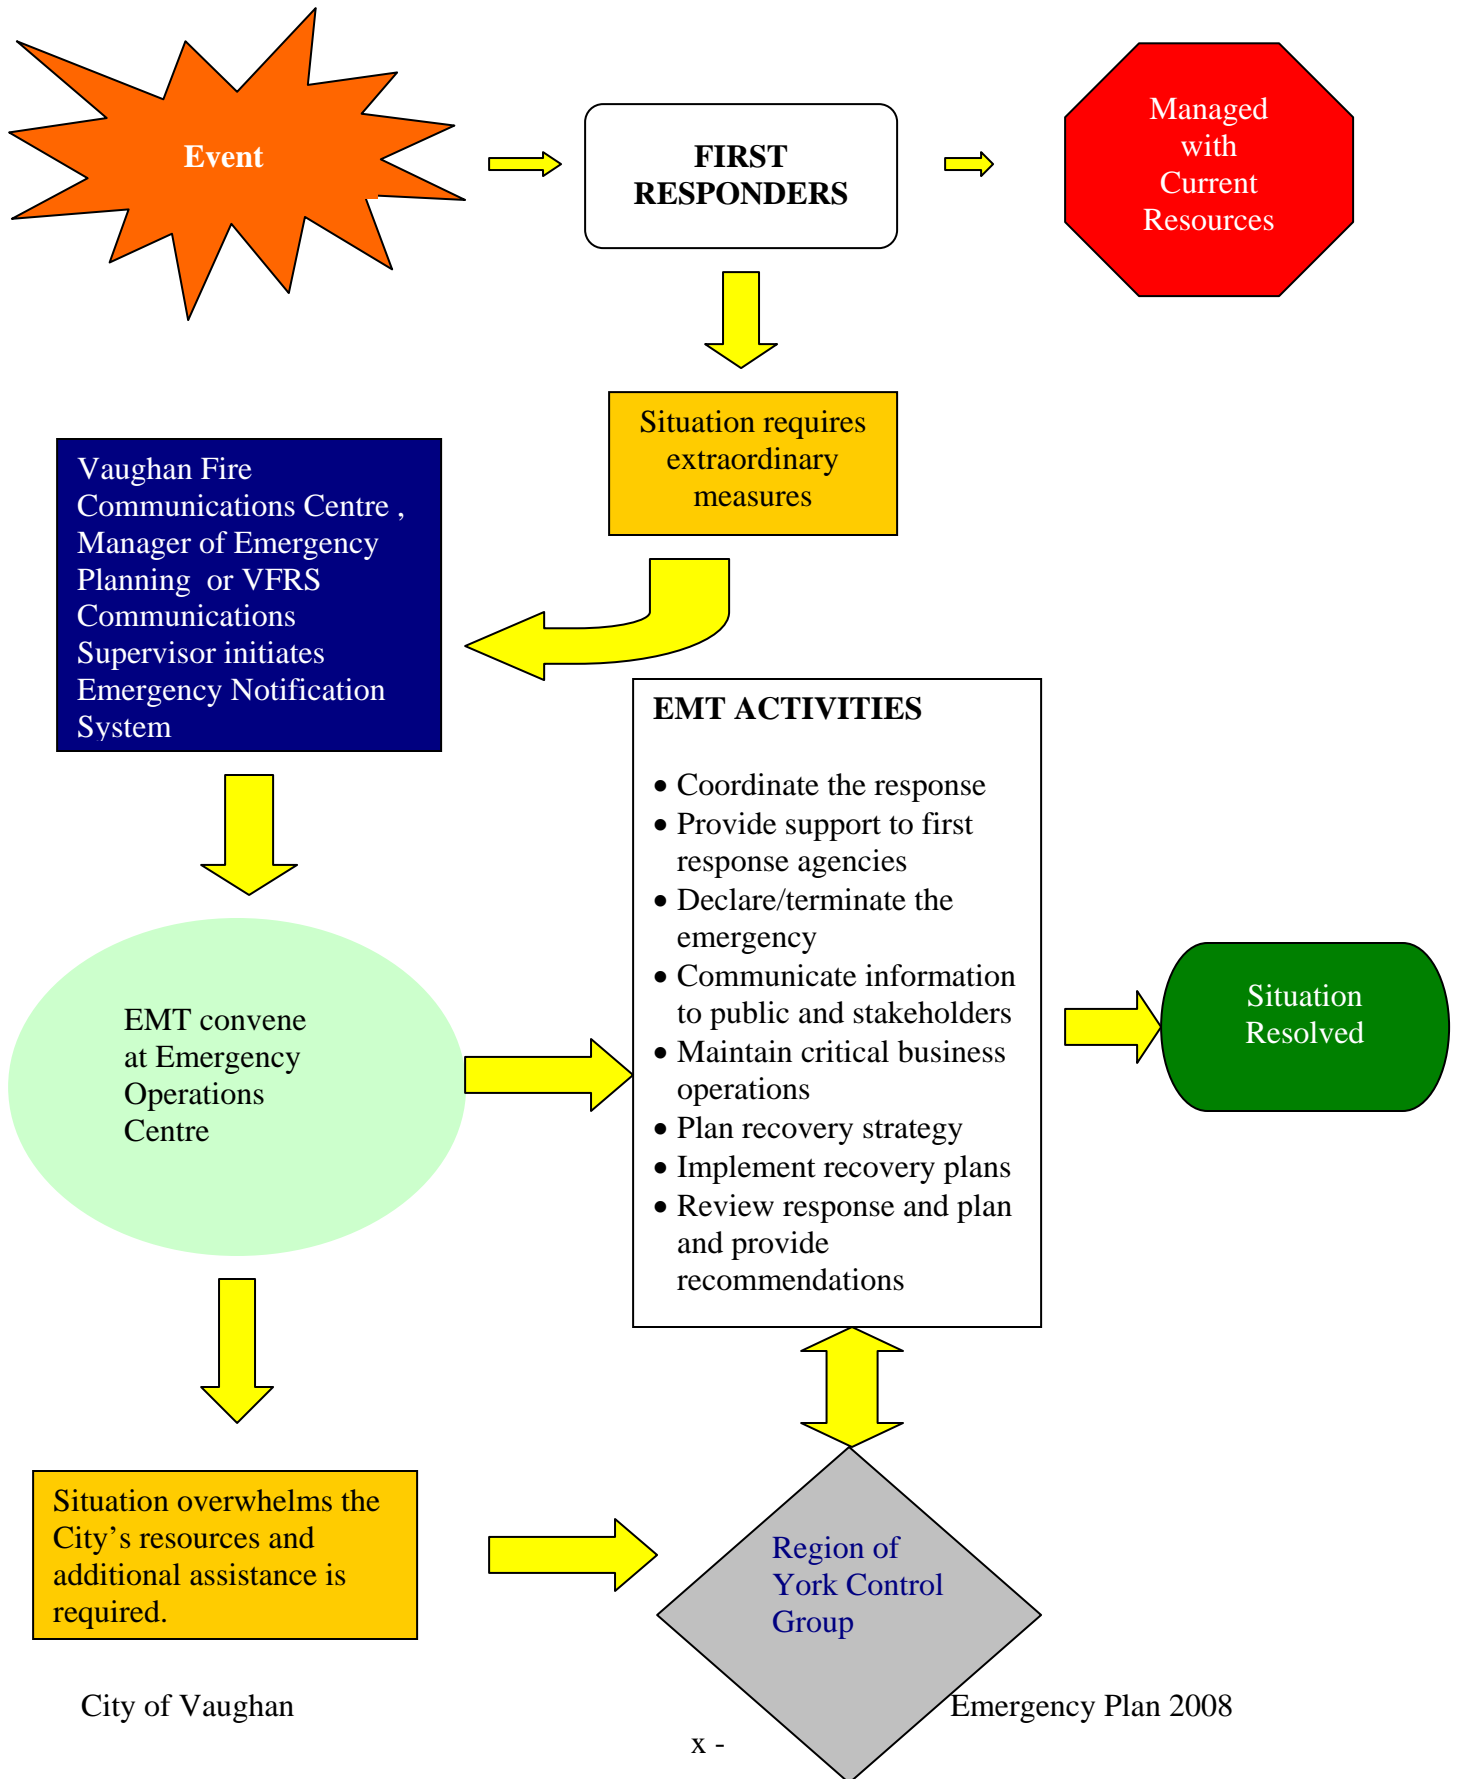 Event
FIRST
RESPONDERS
Managed
with
Current
Resources
Situation requires
extraordinary
measures
Vaughan Fire
Communications Centre ,
Manager of Emergency
Planning  or VFRS
Communications
Supervisor initiates
Emergency Notification
System
EMT ACTIVITIES
• Coordinate the response
• Provide support to first
response agencies
• Declare/terminate the
emergency
• Communicate information
to public and stakeholders
• Maintain critical business
operations
• Plan recovery strategy
• Implement recovery plans
• Review response and plan
and provide
recommendations
EMT convene
at Emergency
Operations
Centre
Situation
Resolved
Situation overwhelms the
City’s resources and
additional assistance is
required.
Region of
York Control
Group
City of Vaughan
Emergency Plan 2008
x -